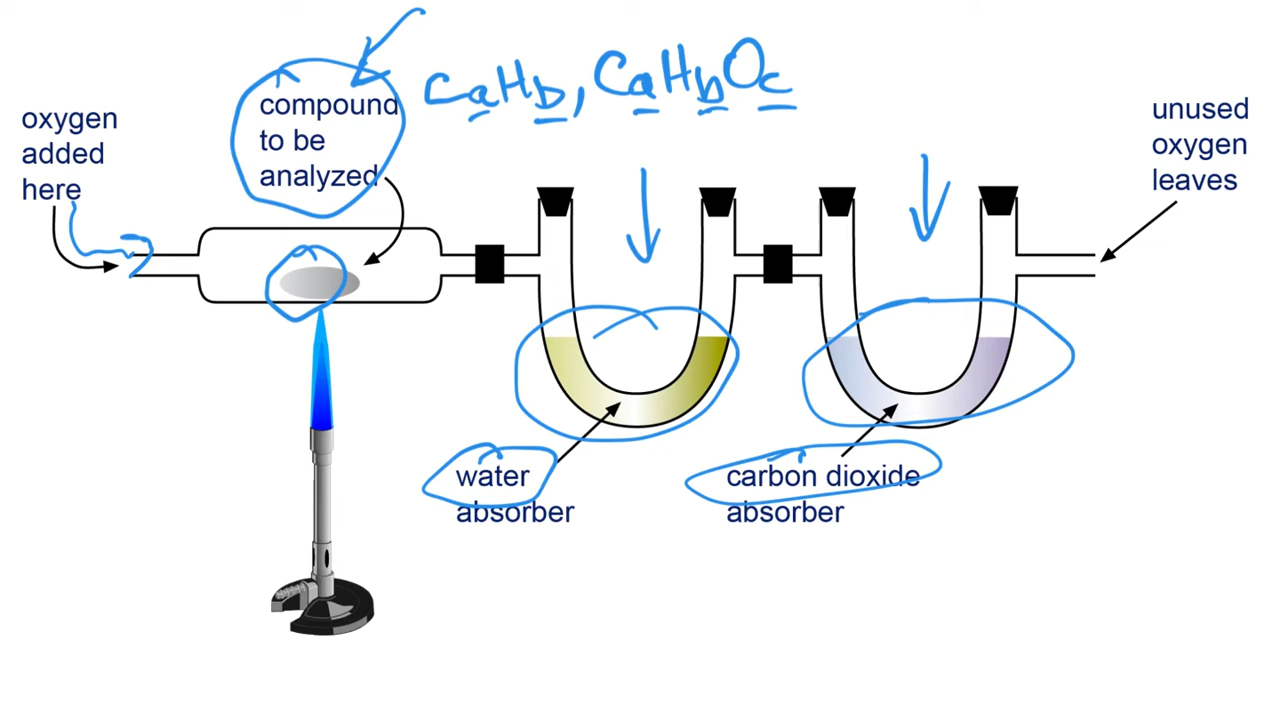 CaHb, CaHbOc
oxygen
added
here
compound
to be
analyzed
unused
oxygen
leaves
water
absorber
carbon dioxide
absorber